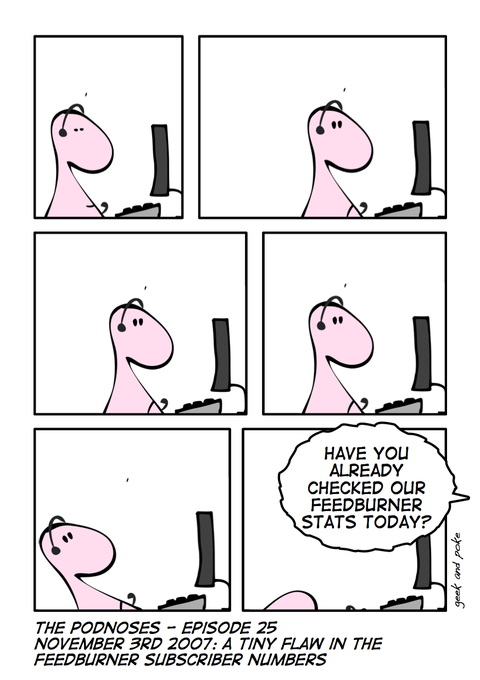 HAVE YOU
ALREADY
CHECKED OUR
FEEDBURNER
STATS TODAY?
geek and poke
THE PODNOSES - EPISODE 25
NOVEMBER 3RD 2007: A TINY FLAW IN THE
FEEDBURNER SUBSCRIBER NUMBERS